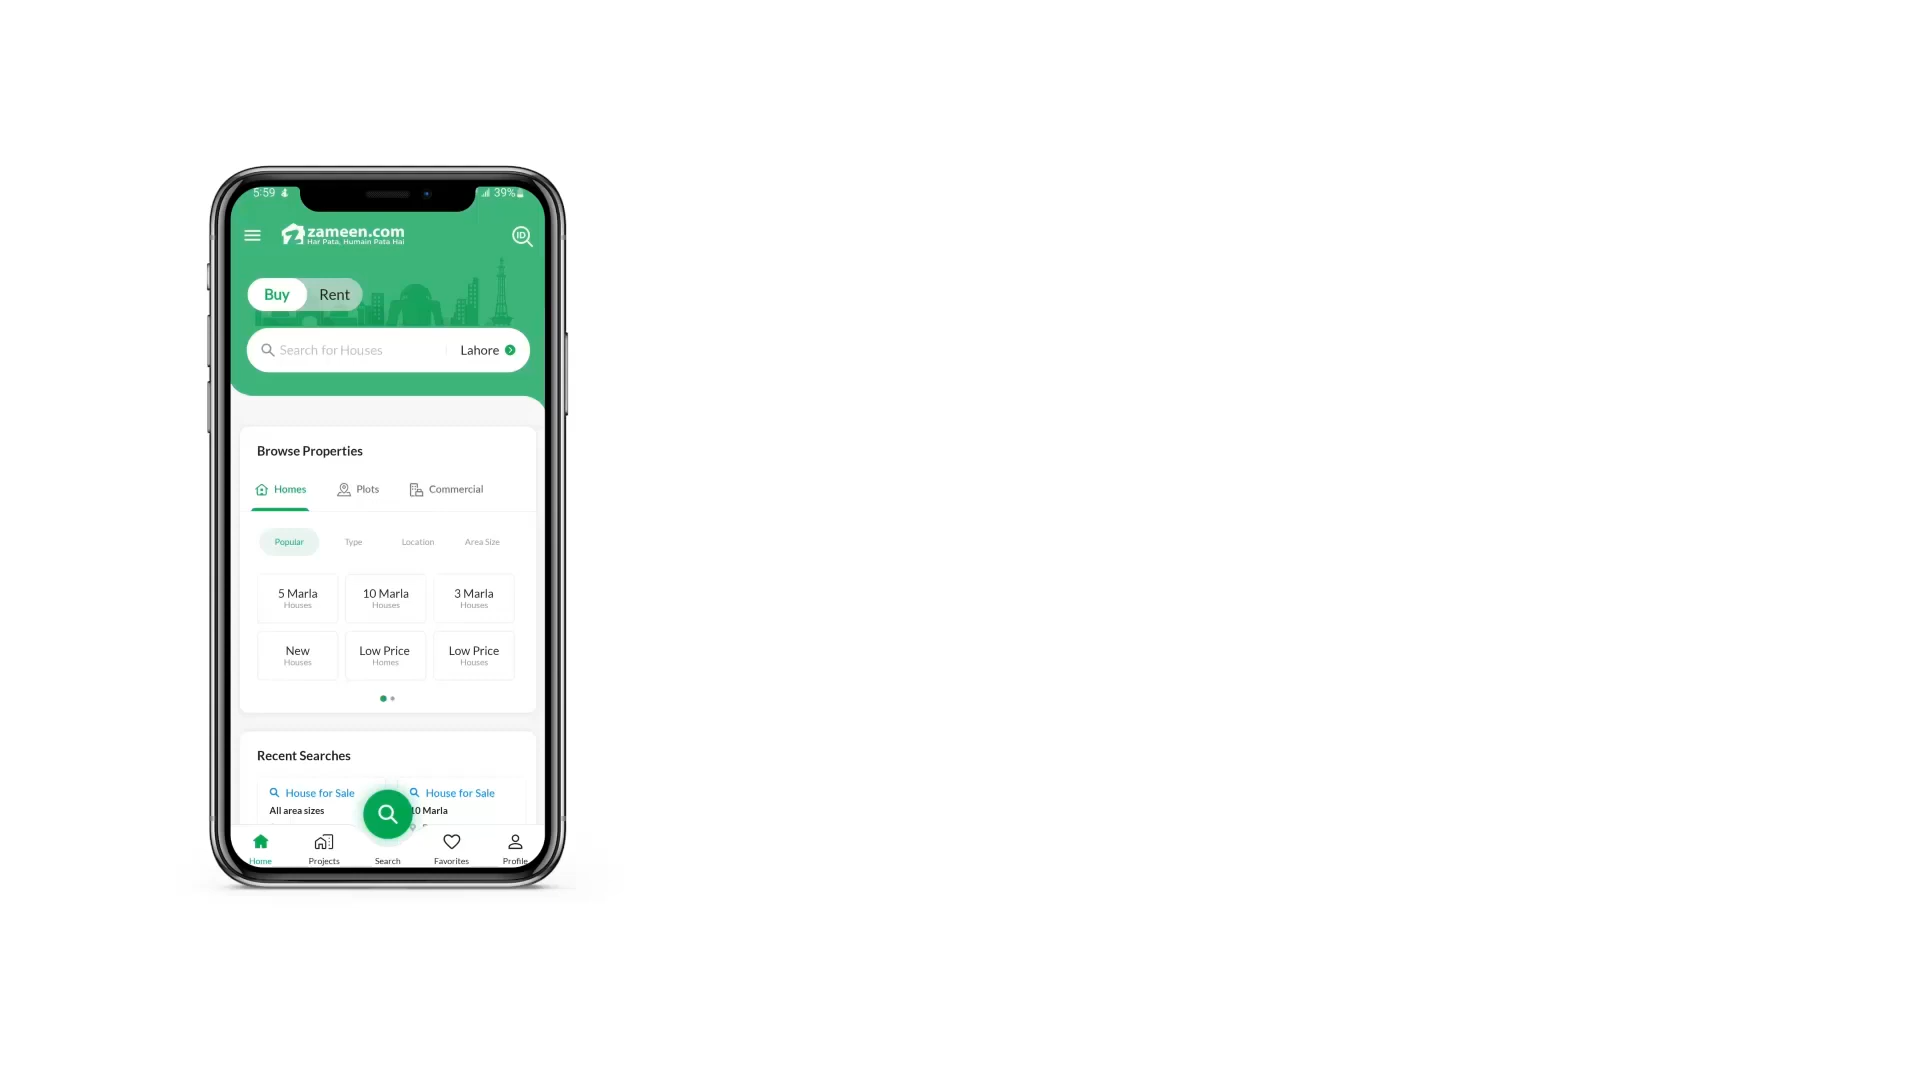 5:59
39%
zameen.com
Har Pata, Humain Pata Hai
ID
Buy Rent
Search for Houses Lahore
Browse Properties
Homes Plots Commercial
Popular Type Location Area Size
5 Marla 10 Marla 3 Marla
Houses Houses Houses
New Low Price Low Price
Houses Homes Houses
Recent Searches
House for Sale House for Sale
All area sizes 10 Marla
Home Projects Search Favorites Profile